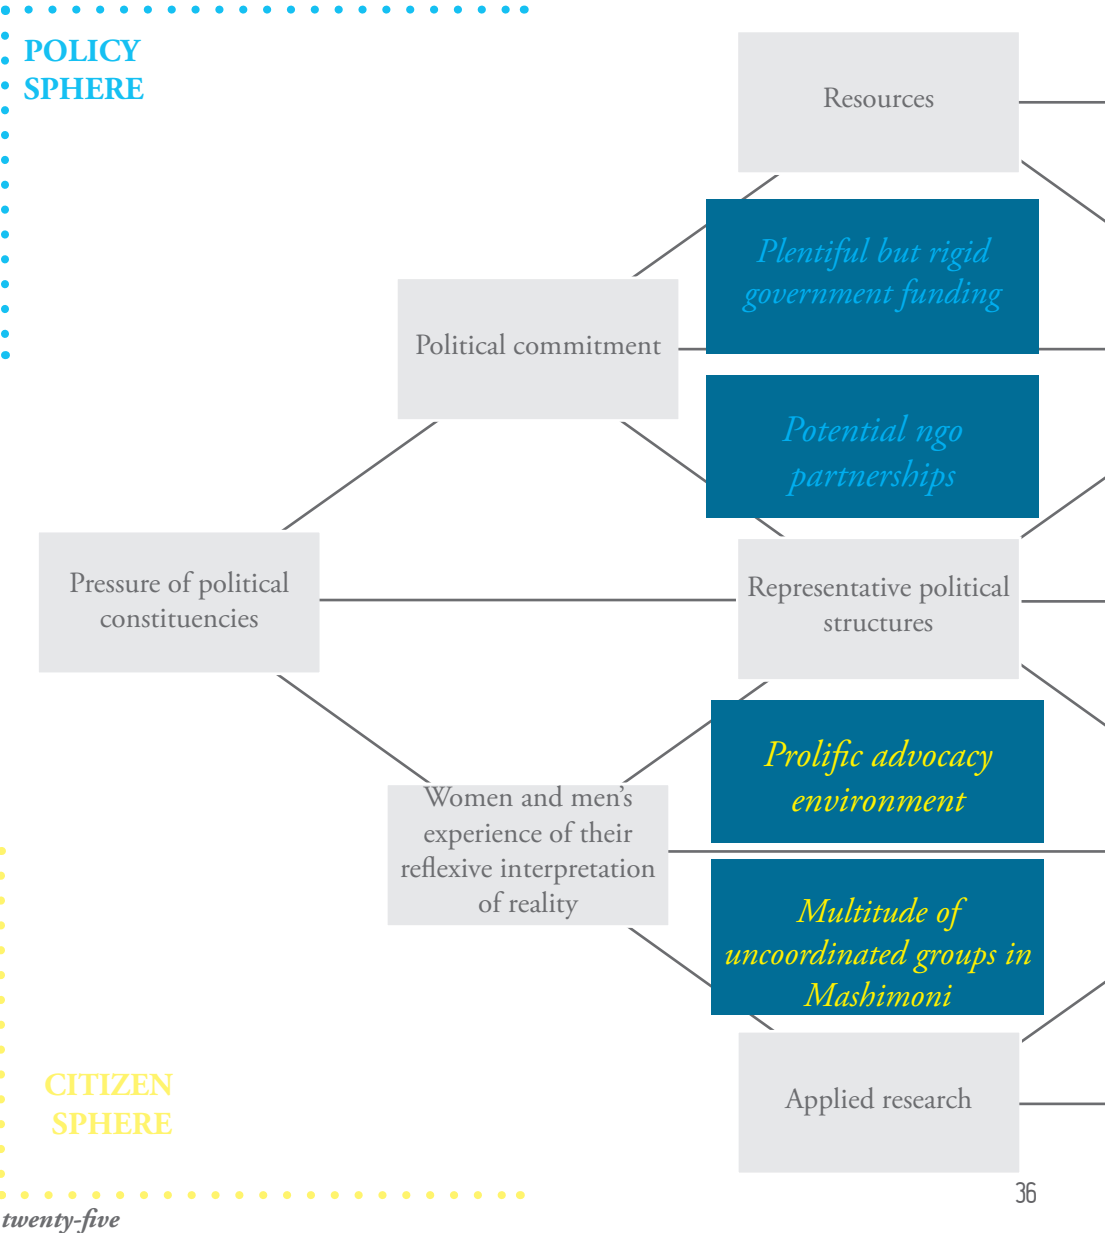 POLICY
SPHERE
Resources
Plentiful but rigid
government funding
Political commitment
Potential ngo
partnerships
Pressure of political
constituencies
Representative political
structures
Prolific advocacy
environment
Women and men's
experience of their
reflexive interpretation
of reality
Multitude of
uncoordinated groups in
Mashimoni
CITIZEN
SPHERE
Applied research
36
twenty-five